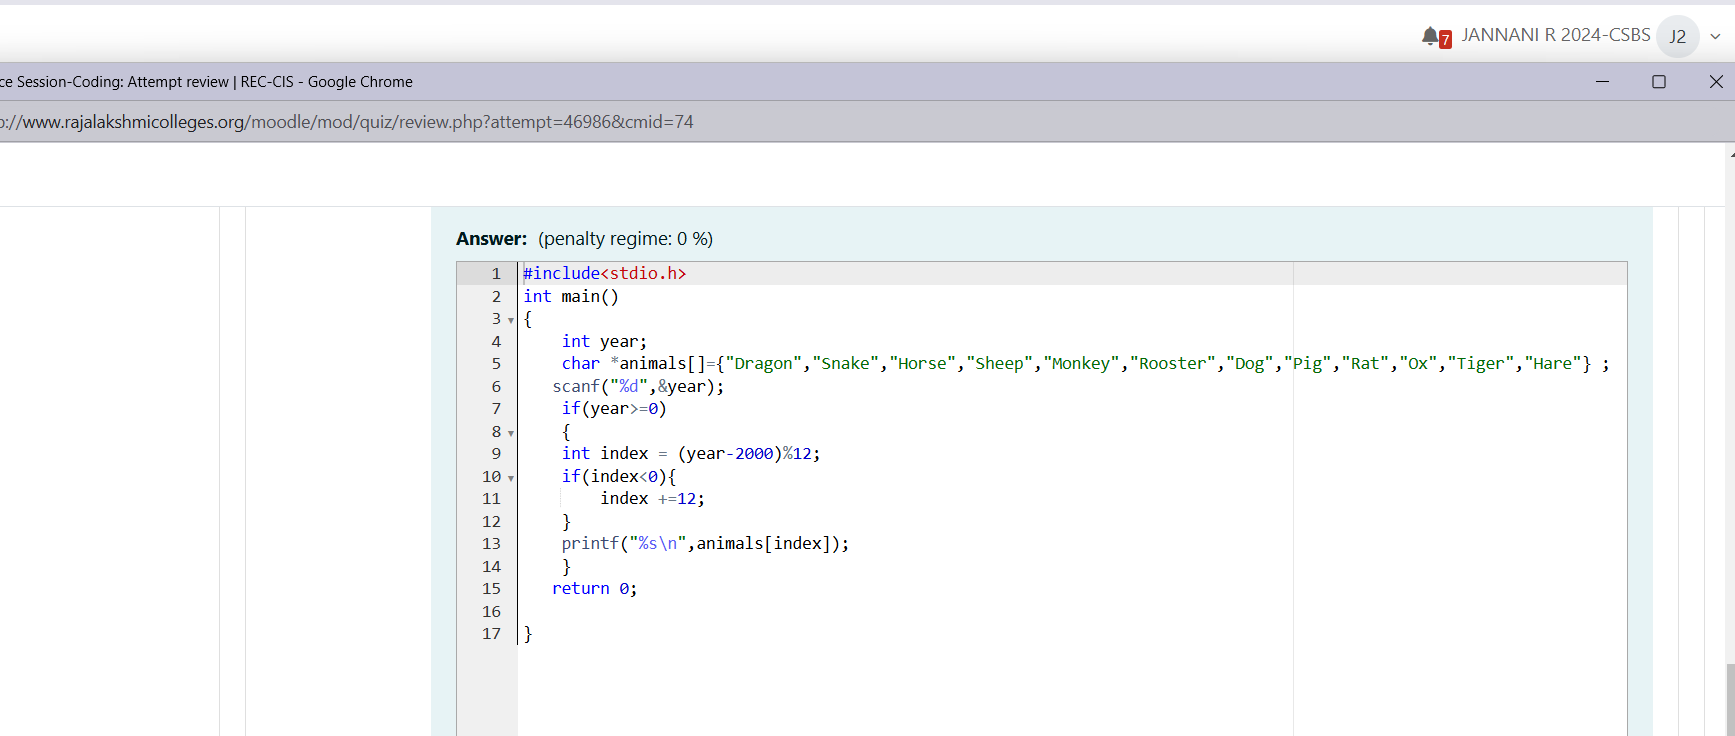 7 JANNANI R 2024-CSBS J2
ce Session-Coding: Attempt review | REC-CIS - Google Chrome
://www.rajalakshmicolleges.org/moodle/mod/quiz/review.php?attempt=46986&cmid=74
Answer: (penalty regime: 0 %)
1 #include<stdio.h>
2 int main()
3 {
4 int year;
5 char *animals[]={"Dragon","Snake","Horse","Sheep","Monkey","Rooster","Dog","Pig","Rat","Ox","Tiger","Hare"} ;
6 scanf("%d",&year);
7 if(year>=0)
8 {
9 int index = (year-2000)%12;
10 if(index<0){
11 index +=12;
12 }
13 printf("%s\n",animals[index]);
14 }
15 return 0;
16
17 }